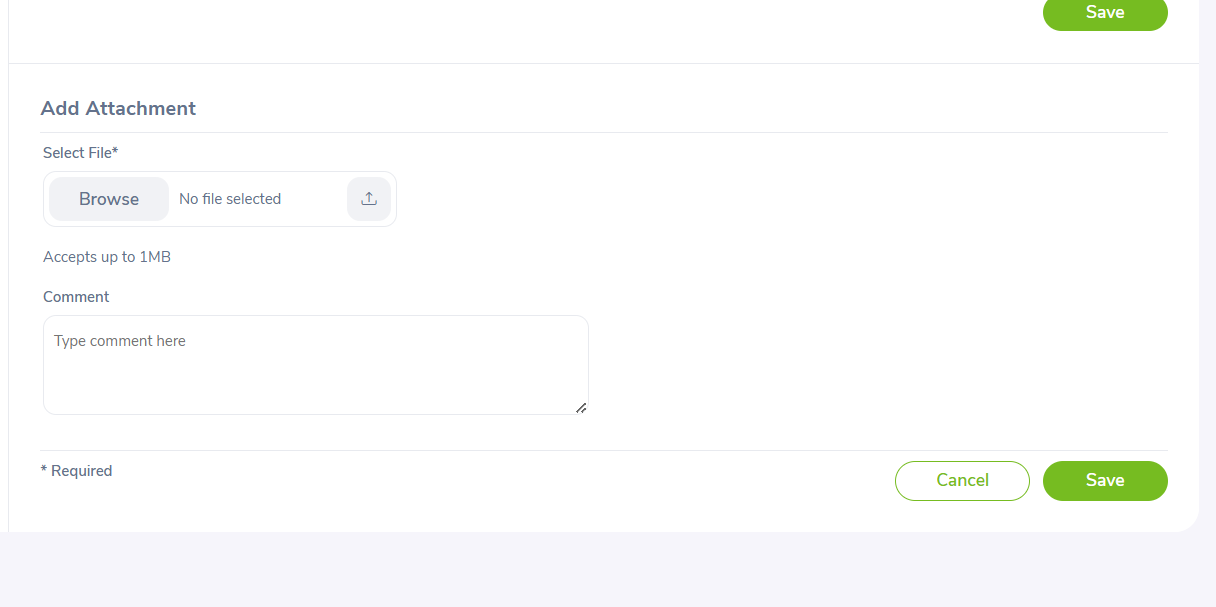 Save
Add Attachment
Select File*
Browse No file selected
Accepts up to 1MB
Comment
Type comment here
* Required
Cancel Save